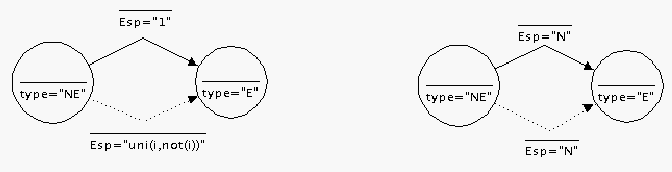 Esp="1"
type="NE"
type="E"
Esp="uni(i,not(i))"
Esp="N"
type="NE"
type="E"
Esp="N"